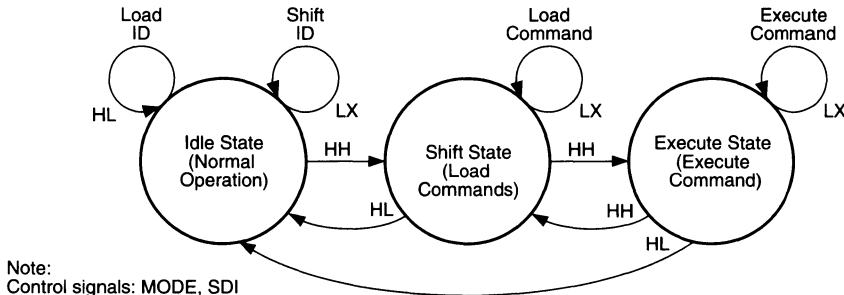 Load
ID
Shift
ID
Load
Command
Execute
Command
HL
LX
LX
LX
Idle State
(Normal
Operation)
HH
Shift State
(Load
Commands)
HH
Execute State
(Execute
Command)
HL
HH
HL
Note:
Control signals: MODE, SDI